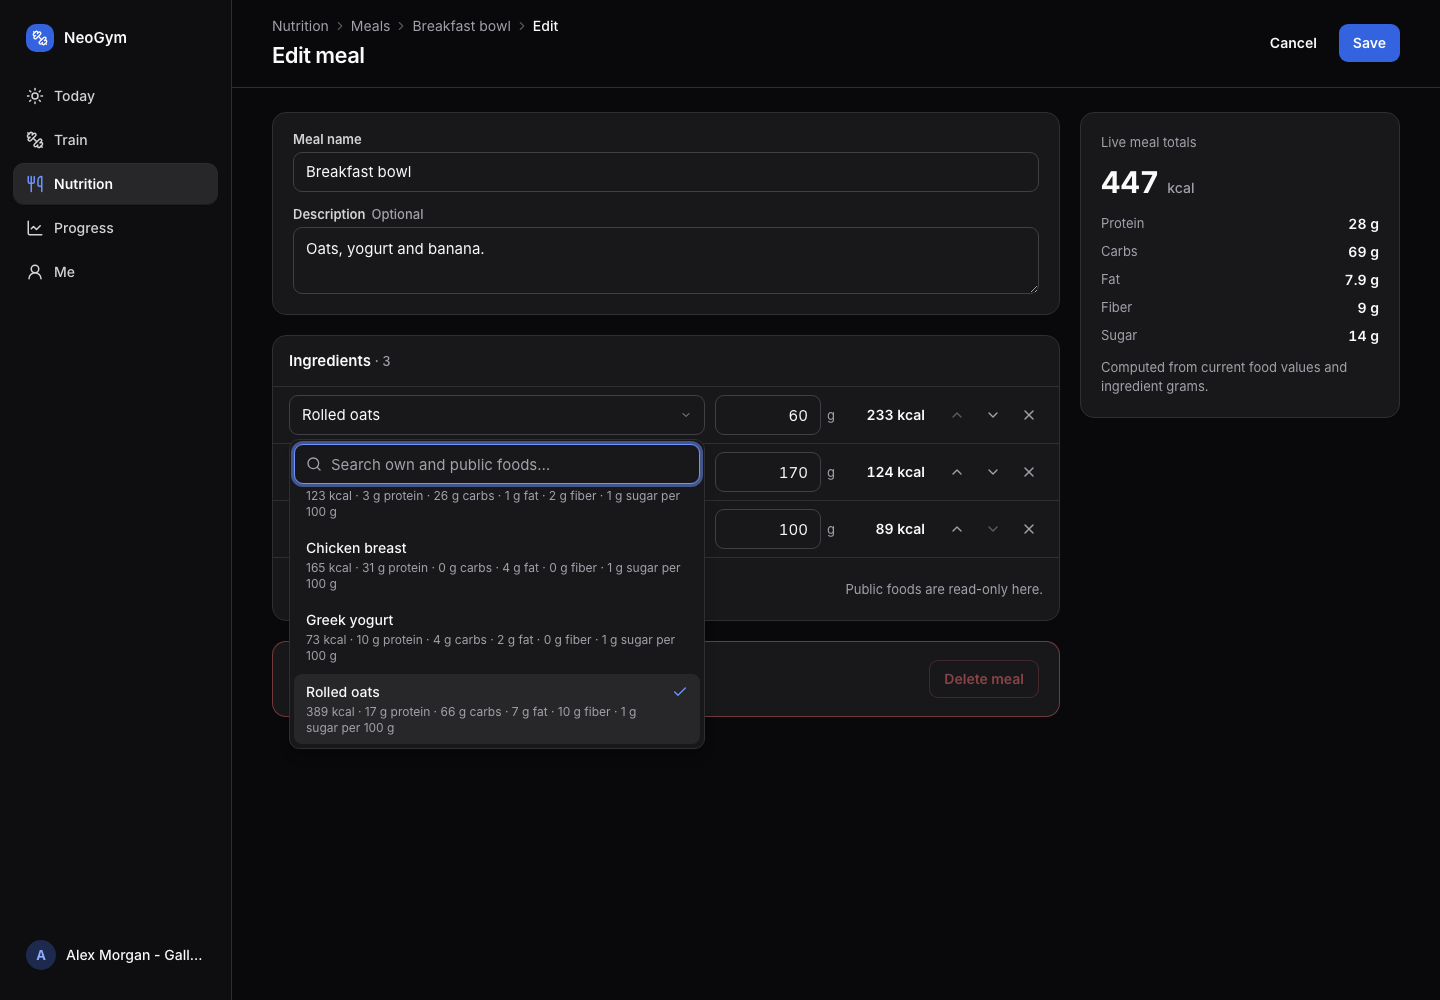 NeoGym
Today
Train
Nutrition
Progress
Me
Alex Morgan - Gall...
A
Nutrition > Meals > Breakfast bowl > Edit
Edit meal
Cancel
Save
Meal name
Breakfast bowl
Description Optional
Oats, yogurt and banana.
Ingredients · 3
Rolled oats
60 g
233 kcal
Search own and public foods...
170 g
124 kcal
123 kcal · 3 g protein · 26 g carbs · 1 g fat · 2 g fiber · 1 g sugar per
100 g
100 g
89 kcal
Chicken breast
165 kcal · 31 g protein · 0 g carbs · 4 g fat · 0 g fiber · 1 g sugar per
100 g
Public foods are read-only here.
Greek yogurt
73 kcal · 10 g protein · 4 g carbs · 2 g fat · 0 g fiber · 1 g sugar per
100 g
Rolled oats
389 kcal · 17 g protein · 66 g carbs · 7 g fat · 10 g fiber · 1 g
sugar per 100 g
Delete meal
Live meal totals
447 kcal
Protein 28 g
Carbs 69 g
Fat 7.9 g
Fiber 9 g
Sugar 14 g
Computed from current food values and
ingredient grams.